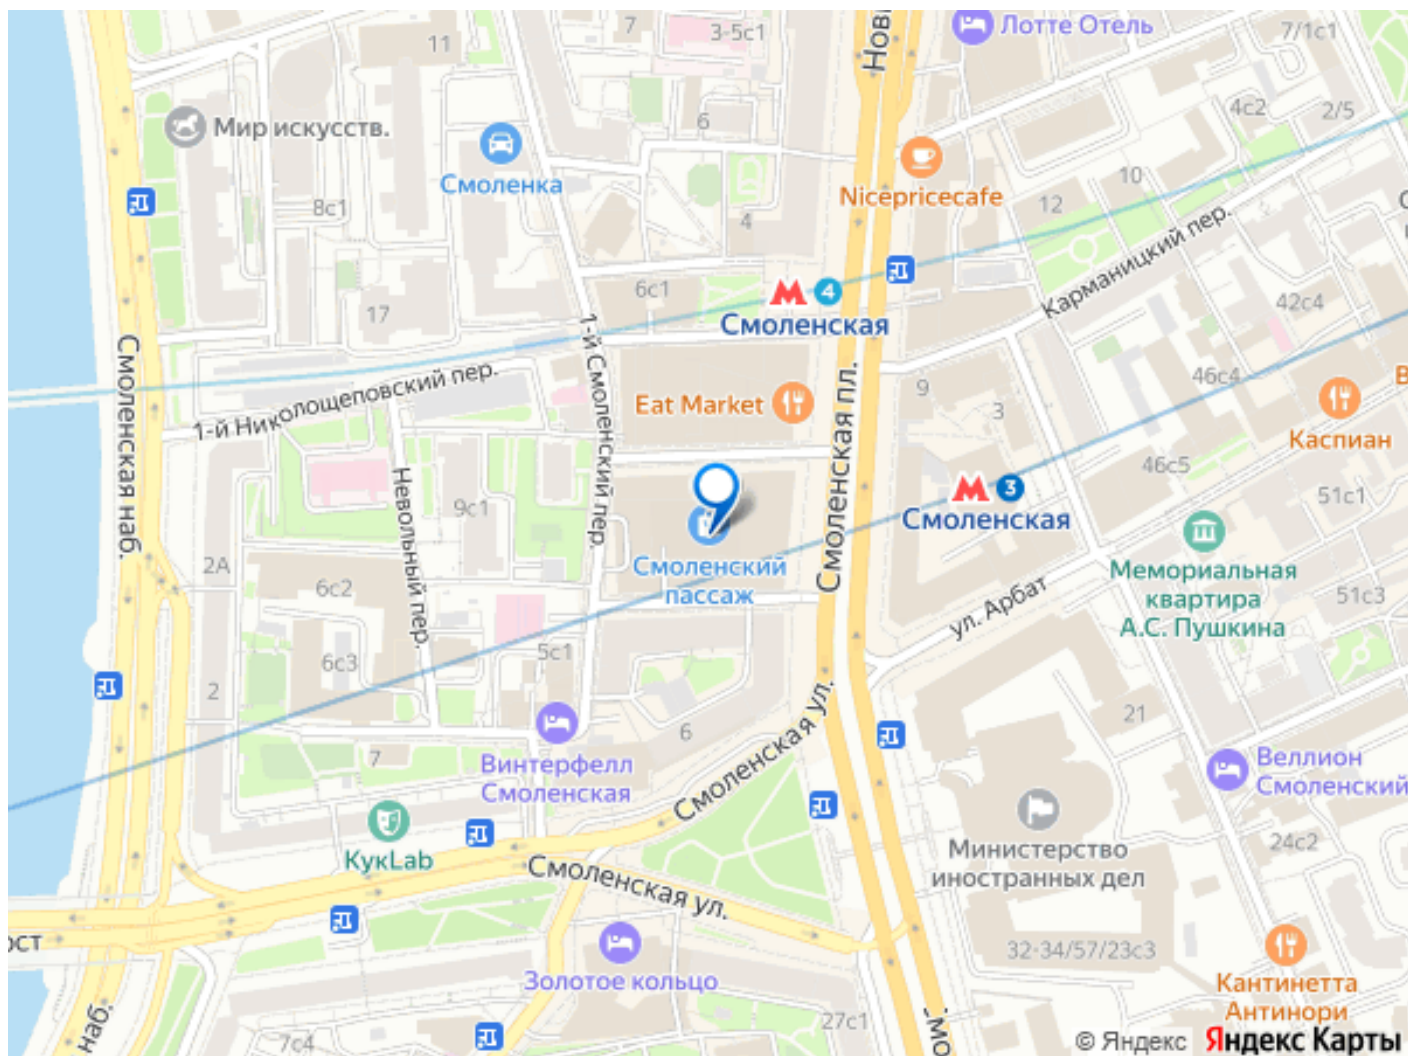 11
7
3-5с1
Лотте Отель
7/1с1
Нов
Мир искусств.
Смоленка
6
4с2
2/5
Nicepricecafe
10
12
8с1
4
Карманицкий пер.
6с1
4
Смоленская
42с4
17
Смоленская наб.
1-й Николощеповский пер.
1-й Смоленский пер.
Eat Market
Смоленская пл.
9
3
46с4
Каспиан
46с5
51с1
Невольный пер.
9с1
3
Смоленская
Смоленский
пассаж
2А
6с2
ул. Арбат
Мемориальная
квартира
А.С. Пушкина
51с3
6с3
5с1
2
6
21
Смоленская ул.
7
Винтерфелл
Смоленская
Веллион
Смоленский
КукLab
Министерство
иностранных дел
24с2
Смоленская ул.
ост
Золотое кольцо
32-34/57/23с3
Кантинетта
Антинори
27с1
наб.
7с4
© Яндекс Яндекс Карты